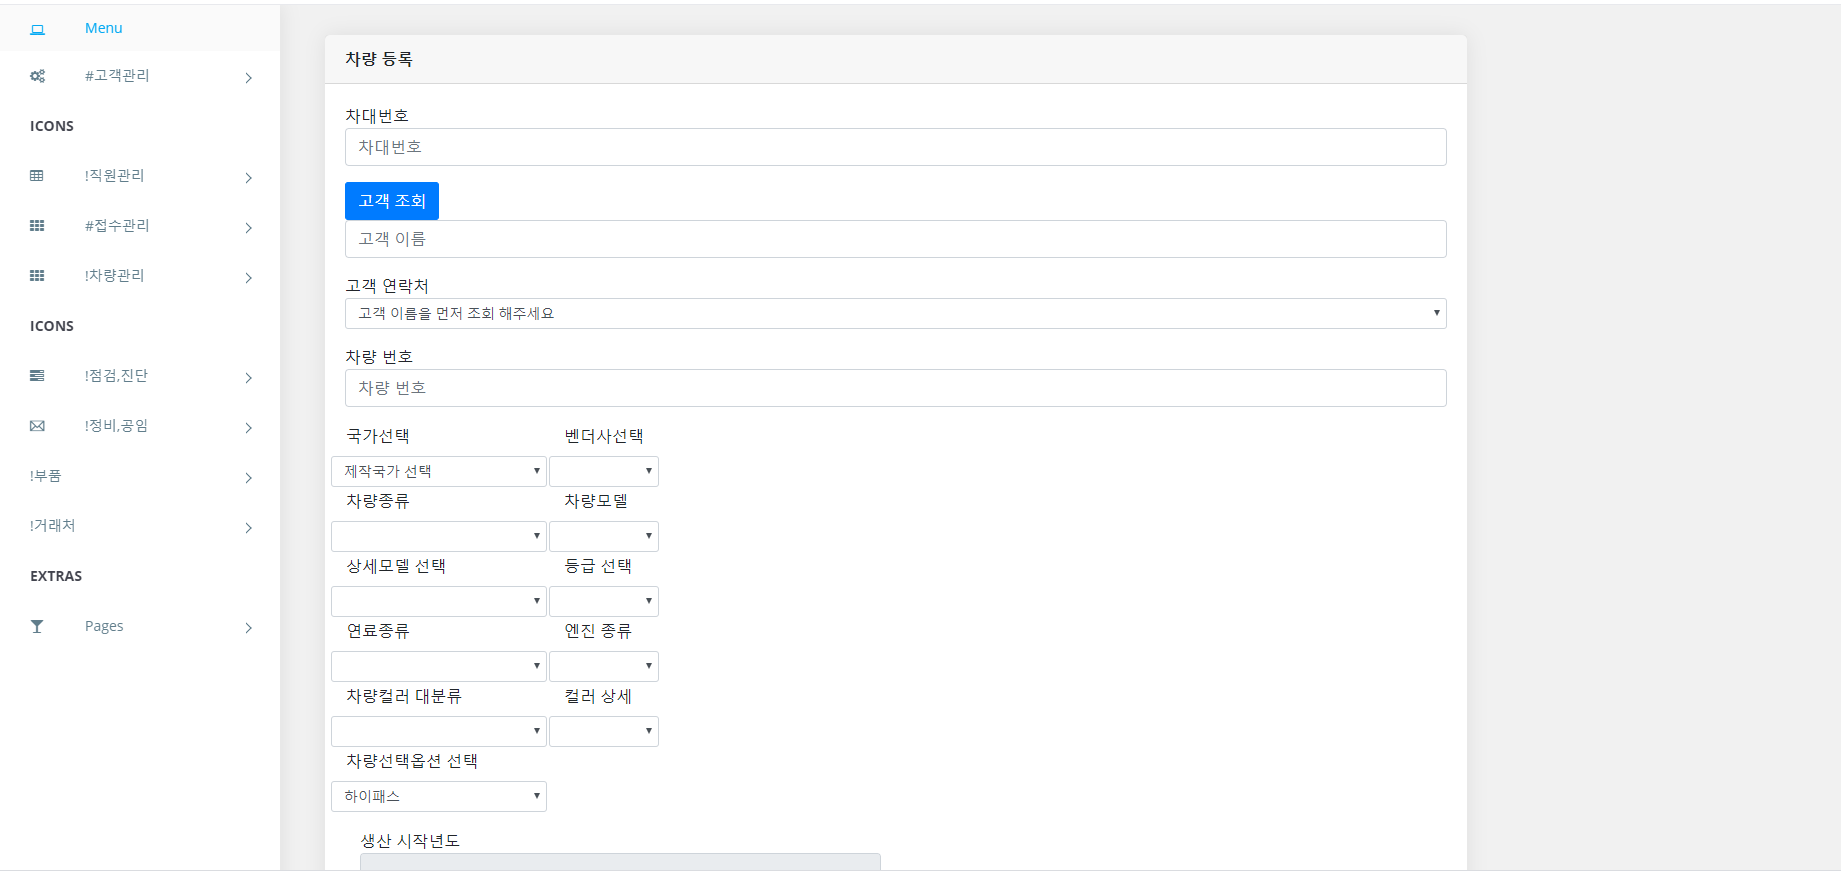 Menu
#고객관리
ICONS
!직원관리
#접수관리
!차량관리
ICONS
!점검,진단
!정비,공임
!부품
!거래처
EXTRAS
Pages
차량 등록
차대번호
차대번호
고객 조회
고객 이름
고객 연락처
고객 이름을 먼저 조회 해주세요
차량 번호
차량 번호
국가선택 벤더사선택
제작국가 선택
차량종류 차량모델
상세모델 선택 등급 선택
연료종류 엔진 종류
차량컬러 대분류 컬러 상세
차량선택옵션 선택
하이패스
생산 시작년도